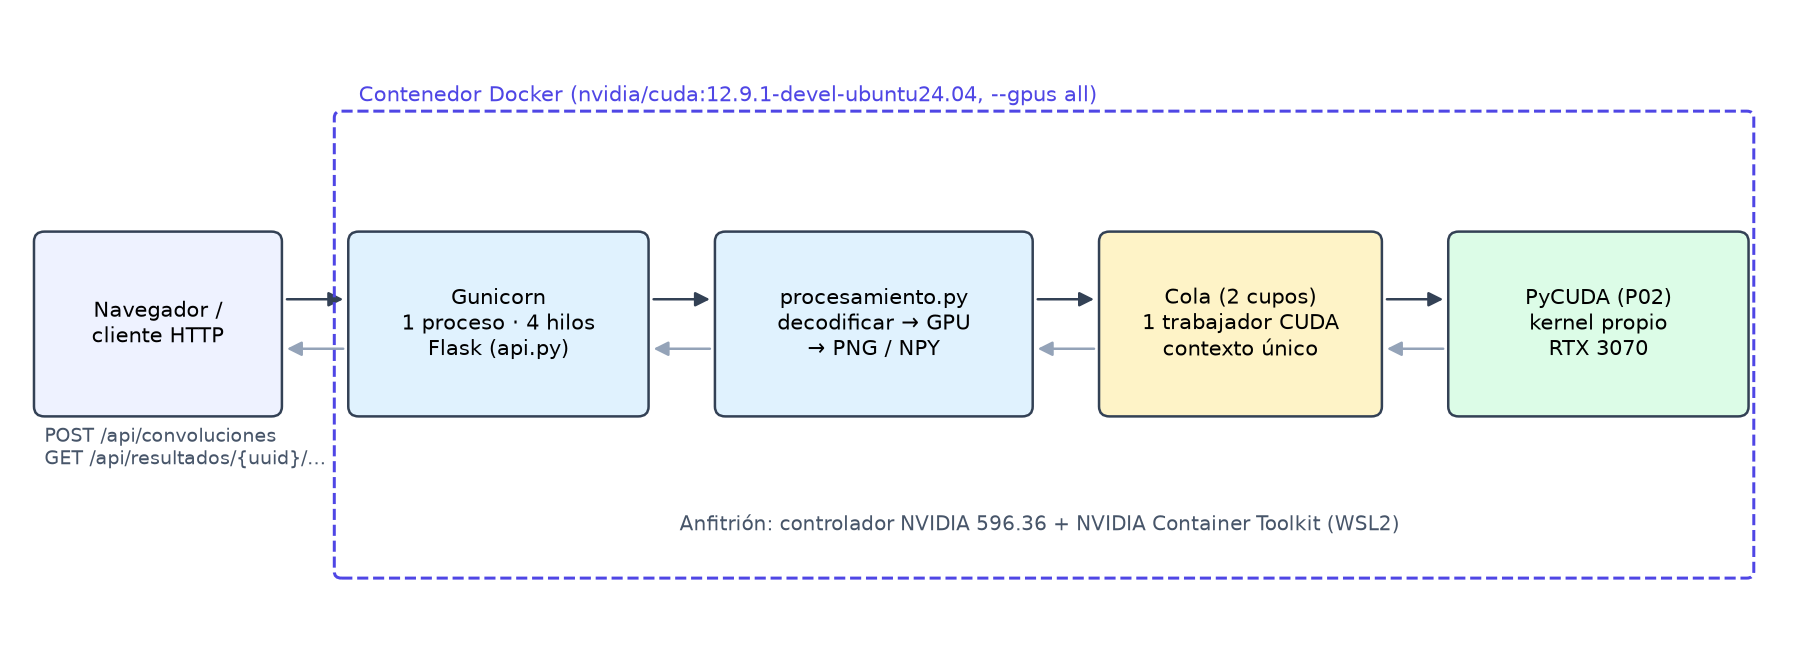 Contenedor Docker (nvidia/cuda:12.9.1-devel-ubuntu24.04, --gpus all)
Navegador /
cliente HTTP
POST /api/convoluciones
GET /api/resultados/{uuid}/...
Gunicorn
1 proceso · 4 hilos
Flask (api.py)
procesamiento.py
decodificar → GPU
→ PNG / NPY
Cola (2 cupos)
1 trabajador CUDA
contexto único
PyCUDA (P02)
kernel propio
RTX 3070
Anfitrión: controlador NVIDIA 596.36 + NVIDIA Container Toolkit (WSL2)